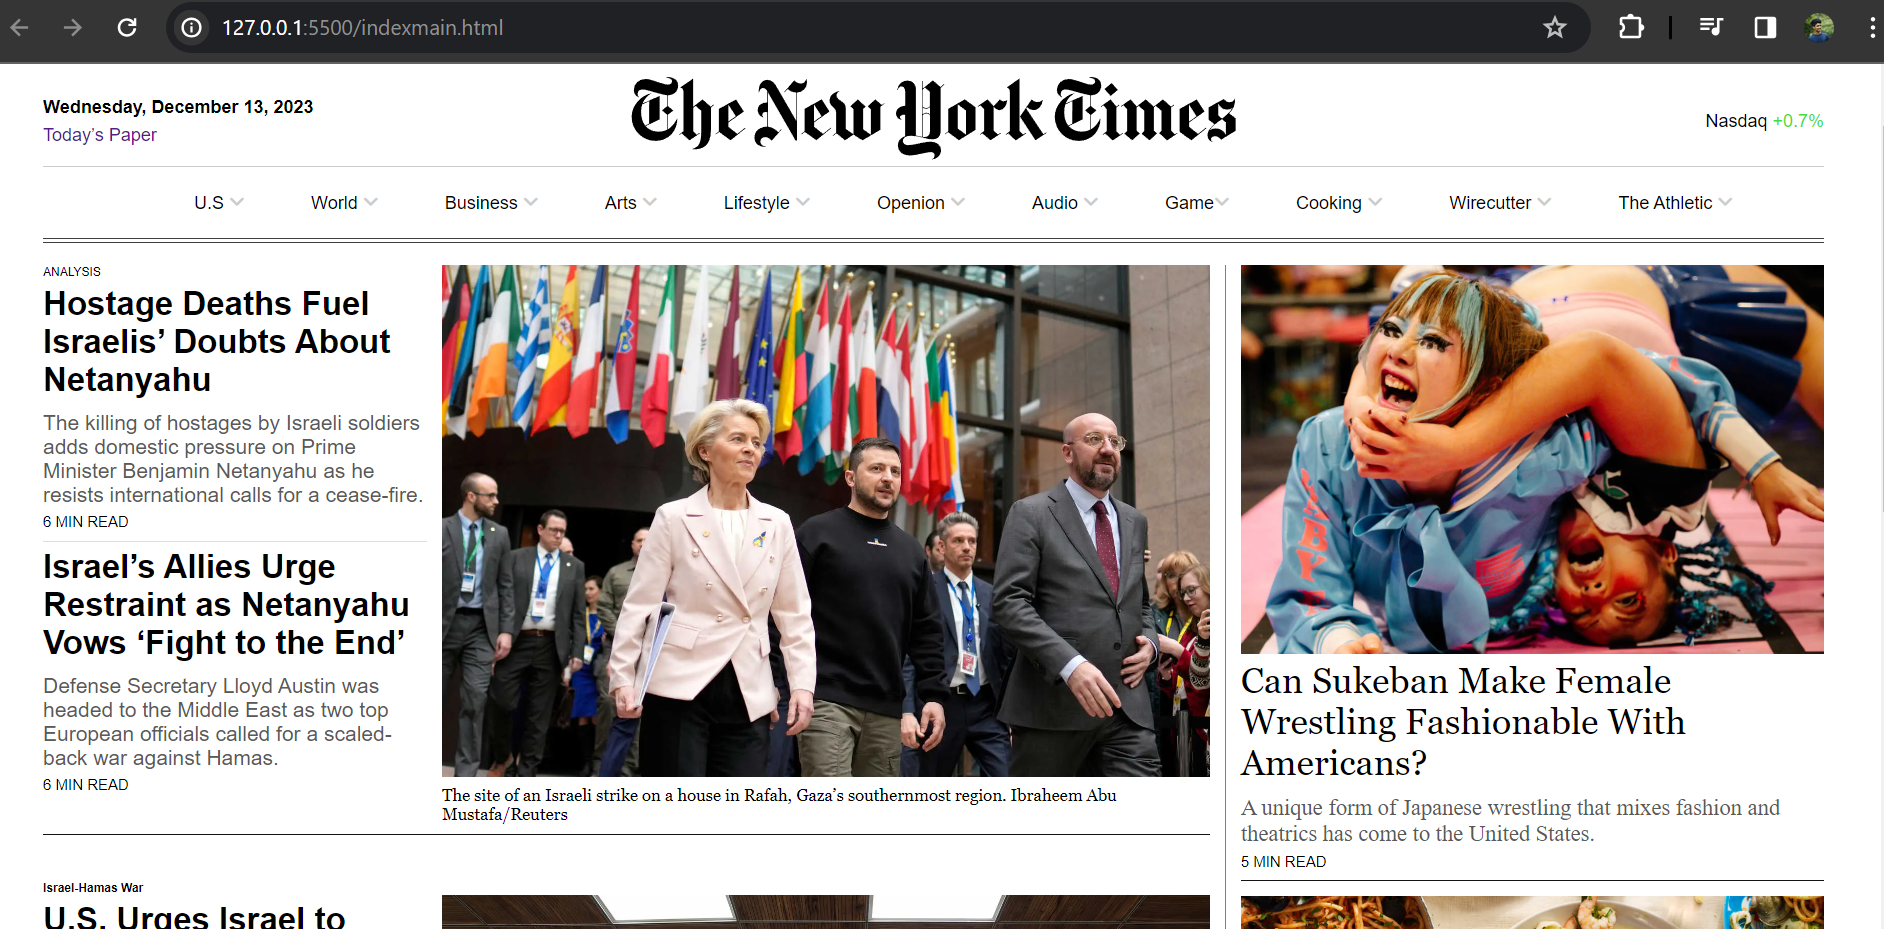 127.0.0.1:5500/indexmain.html
Wednesday, December 13, 2023
Today’s Paper
The New York Times
Nasdaq +0.7%
U.S World Business Arts Lifestyle Openion Audio Game Cooking Wirecutter The Athletic
ANALYSIS
Hostage Deaths Fuel
Israelis’ Doubts About
Netanyahu
The killing of hostages by Israeli soldiers
adds domestic pressure on Prime
Minister Benjamin Netanyahu as he
resists international calls for a cease-fire.
6 MIN READ
Israel’s Allies Urge
Restraint as Netanyahu
Vows ‘Fight to the End’
Defense Secretary Lloyd Austin was
headed to the Middle East as two top
European officials called for a scaled-
back war against Hamas.
6 MIN READ
The site of an Israeli strike on a house in Rafah, Gaza’s southernmost region. Ibraheem Abu
Mustafa/Reuters
Can Sukeban Make Female
Wrestling Fashionable With
Americans?
A unique form of Japanese wrestling that mixes fashion and
theatrics has come to the United States.
5 MIN READ
Israel-Hamas War
U.S. Urges Israel to